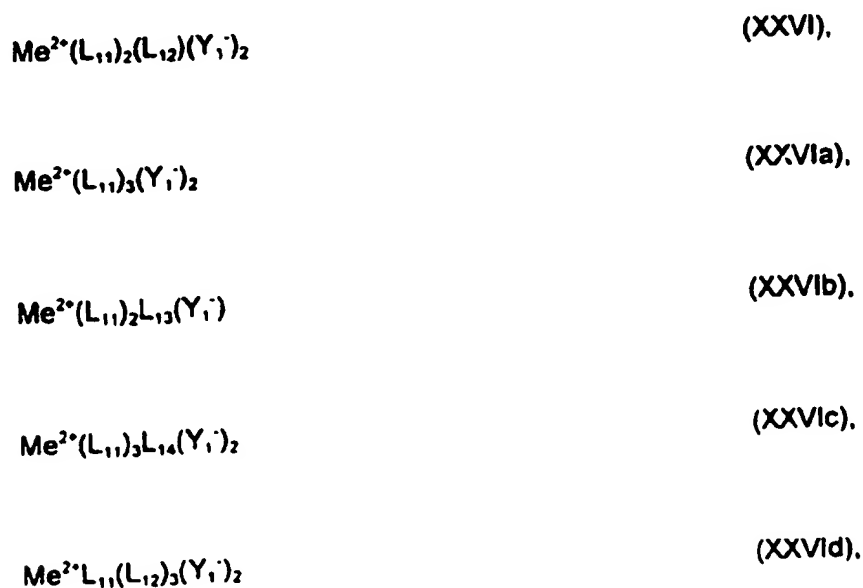 Me²⁺(L₁₁)₂(L₁₂)(Y₁⁻)₂ (XXVI),
Me²⁺(L₁₁)₃(Y₁⁻)₂ (XXVIa),
Me²⁺(L₁₁)₂L₁₃(Y₁⁻) (XXVIb),
Me²⁺(L₁₁)₃L₁₄(Y₁⁻)₂ (XXVIc),
Me²⁺L₁₁(L₁₂)₃(Y₁⁻)₂ (XXVId),